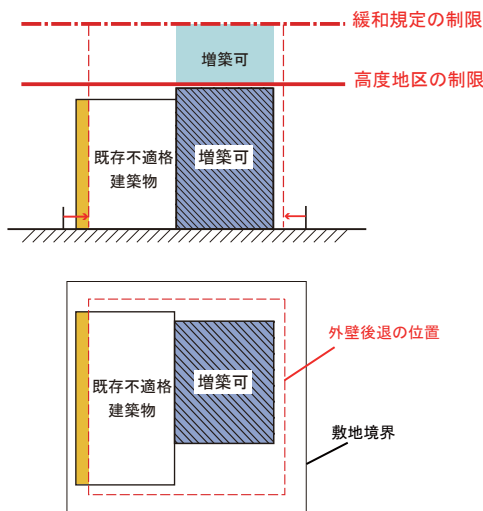 緩和規定の制限
増築可
高度地区の制限
既存不適格
建築物
増築可
外壁後退の位置
既存不適格
建築物
増築可
敷地境界